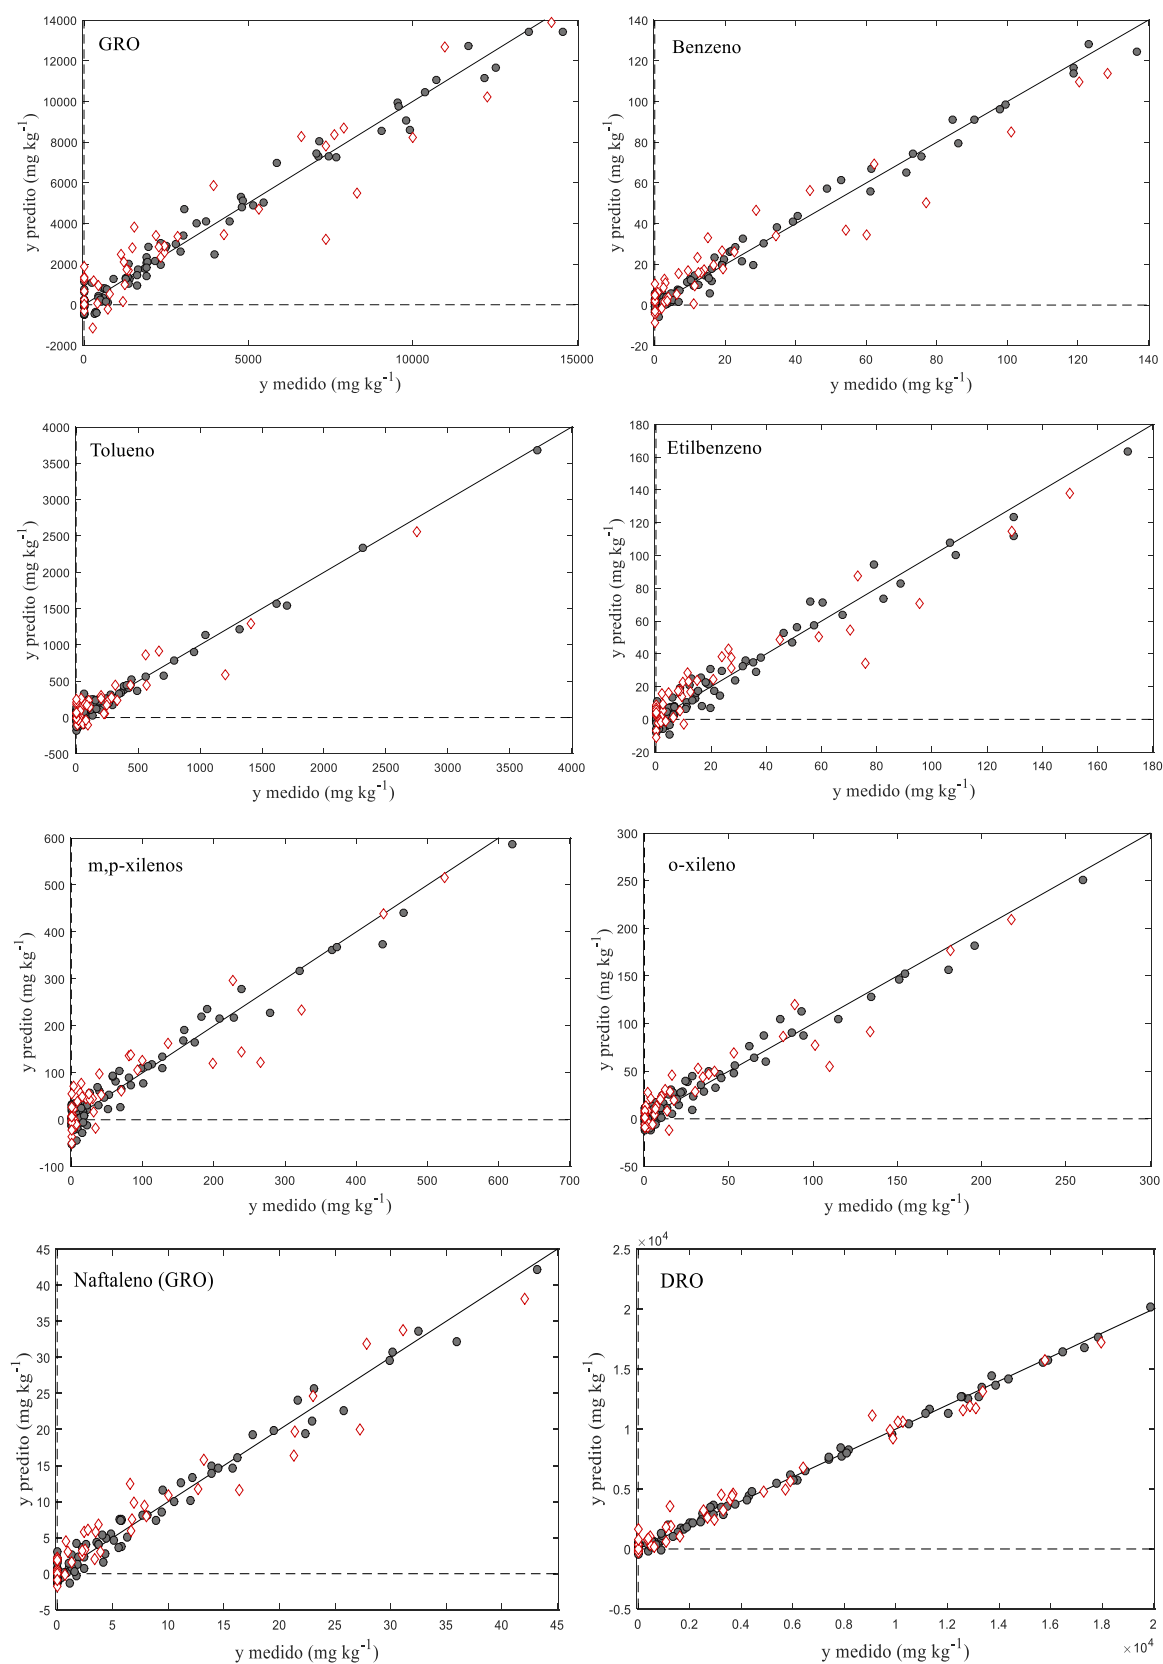 GRO
14000
12000
10000
8000
6000
4000
2000
0
-2000
y predito (mg kg-1)
0 5000 10000 15000
y medido (mg kg-1)
Benzeno
140
120
100
80
60
40
20
0
-20
y predito (mg kg-1)
0 20 40 60 80 100 120 140
y medido (mg kg-1)
Tolueno
4000
3500
3000
2500
2000
1500
1000
500
0
-500
y predito (mg kg-1)
0 500 1000 1500 2000 2500 3000 3500 4000
y medido (mg kg-1)
Etilbenzeno
180
160
140
120
100
80
60
40
20
0
-20
y predito (mg kg-1)
0 20 40 60 80 100 120 140 160 180
y medido (mg kg-1)
m,p-xilenos
600
500
400
300
200
100
0
-100
y predito (mg kg-1)
0 100 200 300 400 500 600 700
y medido (mg kg-1)
o-xileno
300
250
200
150
100
50
0
-50
y predito (mg kg-1)
0 50 100 150 200 250 300
y medido (mg kg-1)
Naftaleno (GRO)
45
40
35
30
25
20
15
10
5
0
-5
y predito (mg kg-1)
0 5 10 15 20 25 30 35 40 45
y medido (mg kg-1)
×10⁴
DRO
2.5
2
1.5
1
0.5
0
-0.5
y predito (mg kg-1)
0 0.2 0.4 0.6 0.8 1 1.2 1.4 1.6 1.8 2
y medido (mg kg-1)
×10⁴